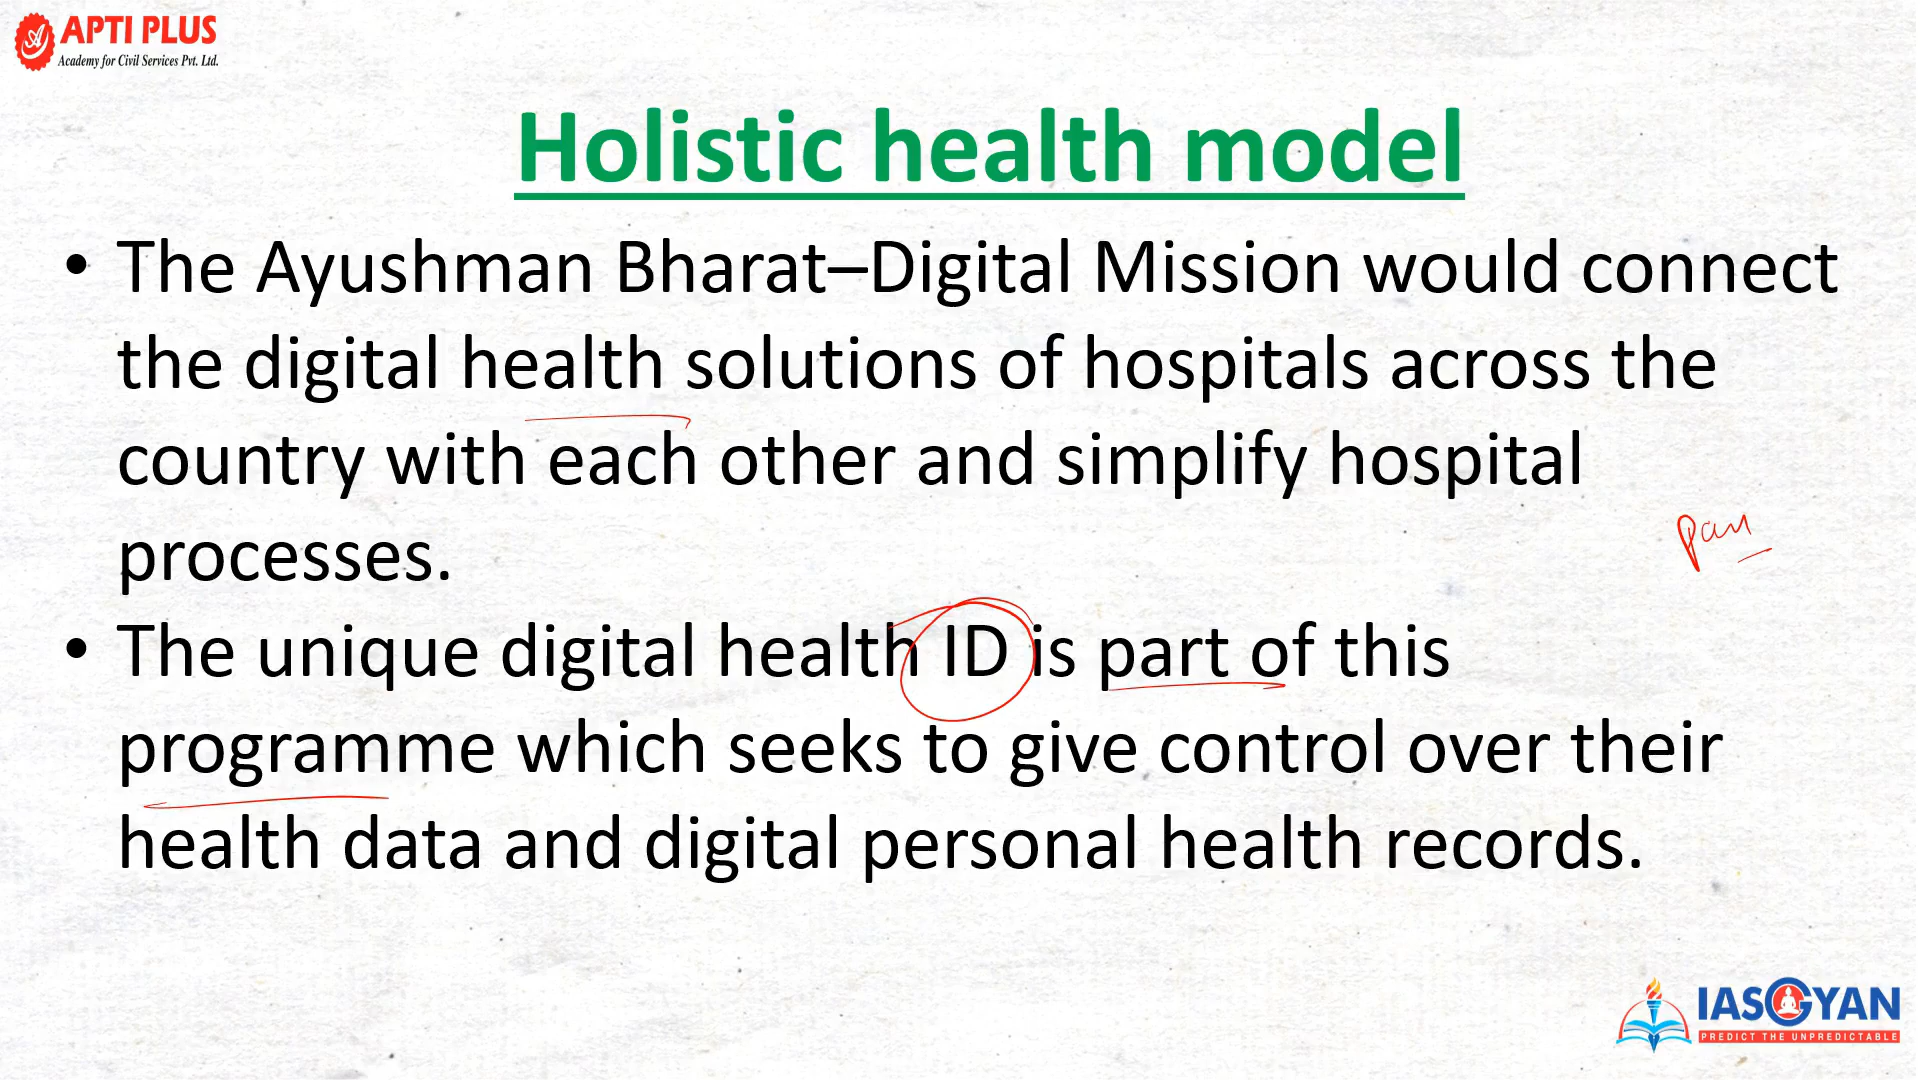 APTI PLUS
Academy for Civil Services Pvt. Ltd.
Holistic health model
• The Ayushman Bharat–Digital Mission would connect
the digital health solutions of hospitals across the
country with each other and simplify hospital
processes.
• The unique digital health ID is part of this
programme which seeks to give control over their
health data and digital personal health records.
IASGYAN
PREDICT THE UNPREDICTABLE